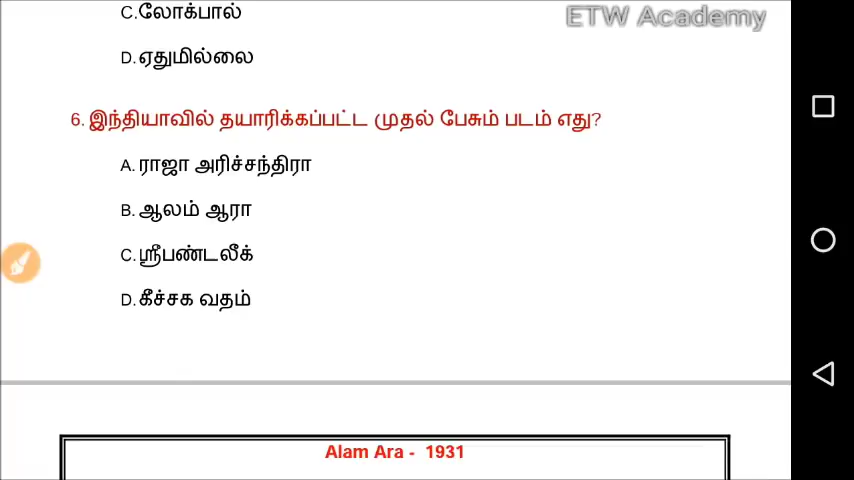 C.லோக்பால்
ETW Academy
D.ஏதுமில்லை
6. இந்தியாவில் தயாரிக்கப்பட்ட முதல் பேசும் படம் எது?
A.ராஜா அரிச்சந்திரா
B.ஆலம் ஆரா
C.ஸ்ரீபண்டலீக்
D.கீச்சக வதம்
Alam Ara - 1931